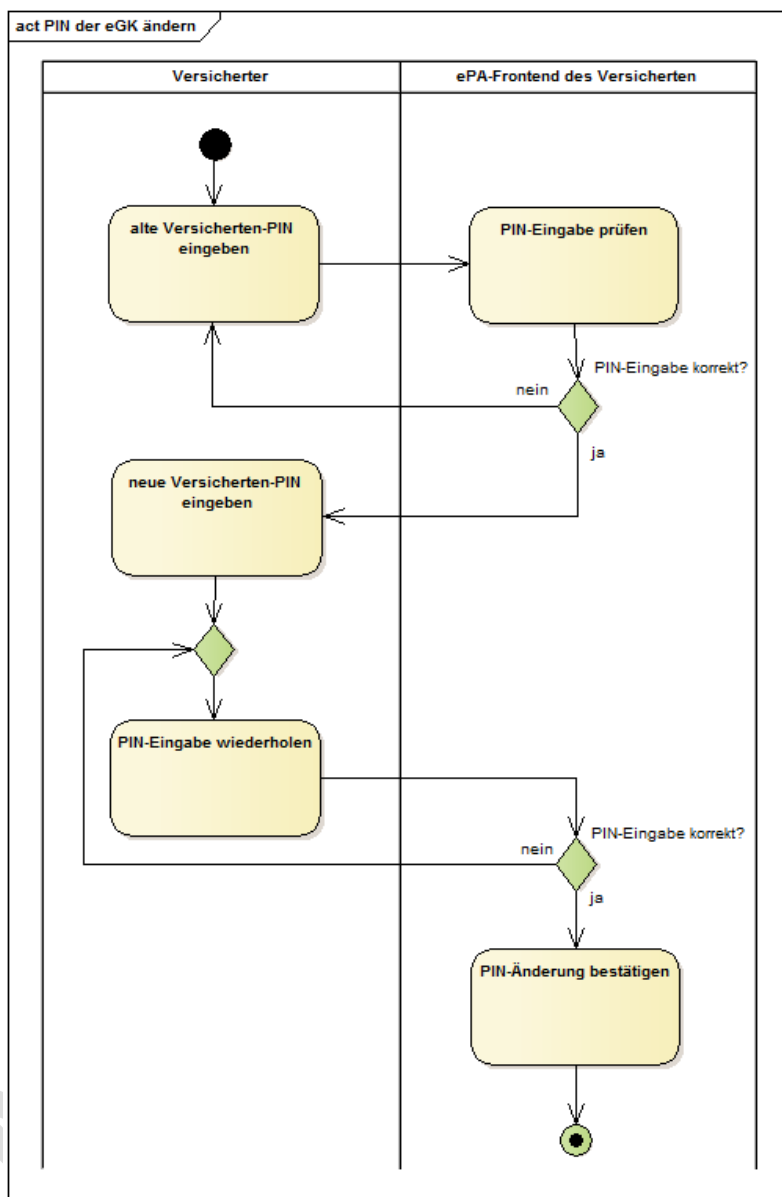 act PIN der eGK ändern
Versicherter
ePA-Frontend des Versicherten
alte Versicherten-PIN
eingeben
PIN-Eingabe prüfen
PIN-Eingabe korrekt?
nein
ja
neue Versicherten-PIN
eingeben
PIN-Eingabe wiederholen
PIN-Eingabe korrekt?
nein
ja
PIN-Änderung bestätigen